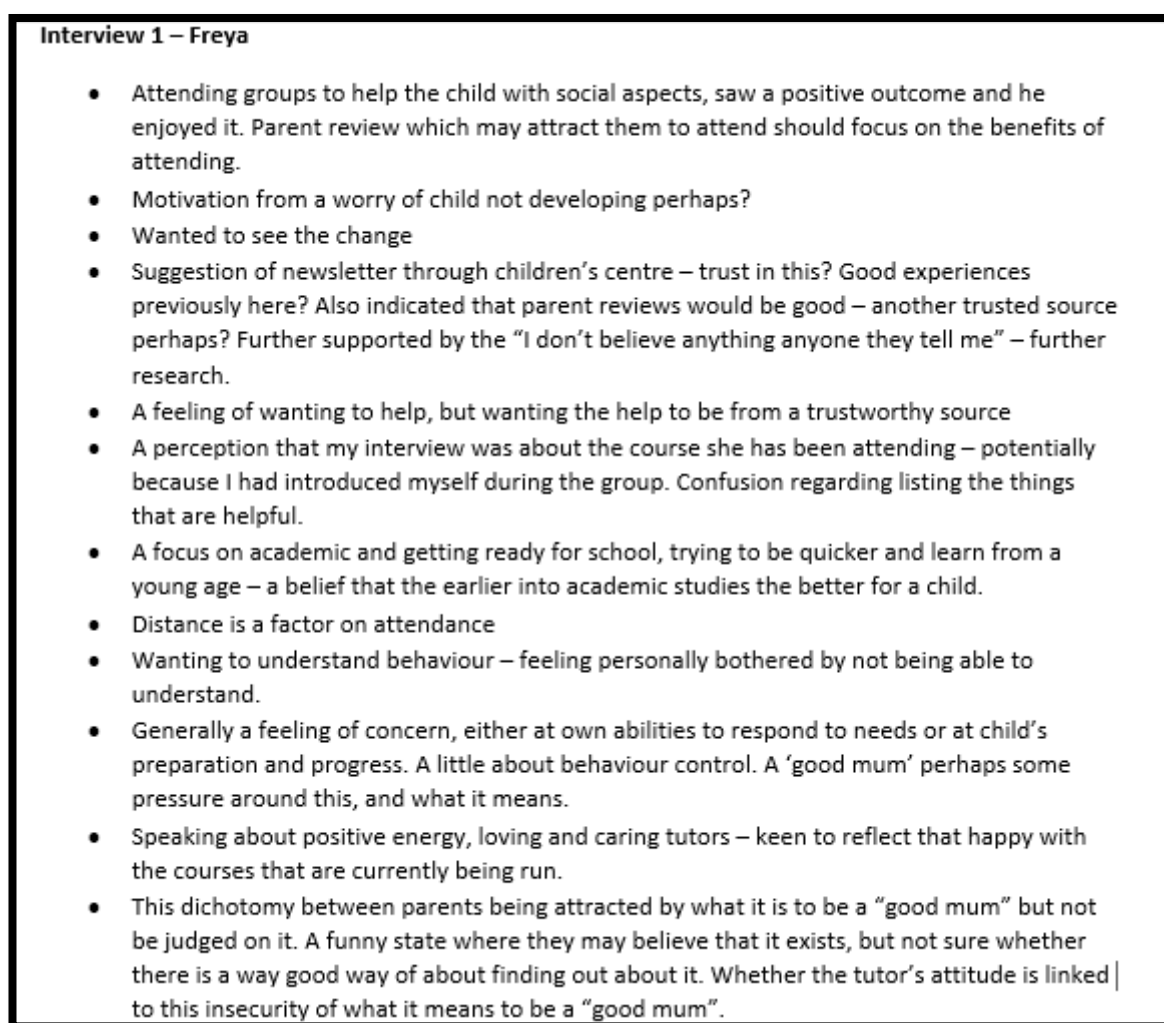 Interview 1 – Freya
• Attending groups to help the child with social aspects, saw a positive outcome and he
enjoyed it. Parent review which may attract them to attend should focus on the benefits of
attending.
• Motivation from a worry of child not developing perhaps?
• Wanted to see the change
• Suggestion of newsletter through children’s centre – trust in this? Good experiences
previously here? Also indicated that parent reviews would be good – another trusted source
perhaps? Further supported by the “I don’t believe anything anyone they tell me” – further
research.
• A feeling of wanting to help, but wanting the help to be from a trustworthy source
• A perception that my interview was about the course she has been attending – potentially
because I had introduced myself during the group. Confusion regarding listing the things
that are helpful.
• A focus on academic and getting ready for school, trying to be quicker and learn from a
young age – a belief that the earlier into academic studies the better for a child.
• Distance is a factor on attendance
• Wanting to understand behaviour – feeling personally bothered by not being able to
understand.
• Generally a feeling of concern, either at own abilities to respond to needs or at child’s
preparation and progress. A little about behaviour control. A ‘good mum’ perhaps some
pressure around this, and what it means.
• Speaking about positive energy, loving and caring tutors – keen to reflect that happy with
the courses that are currently being run.
• This dichotomy between parents being attracted by what it is to be a “good mum” but not
be judged on it. A funny state where they may believe that it exists, but not sure whether
there is a way good way of about finding out about it. Whether the tutor’s attitude is linked
to this insecurity of what it means to be a “good mum”.